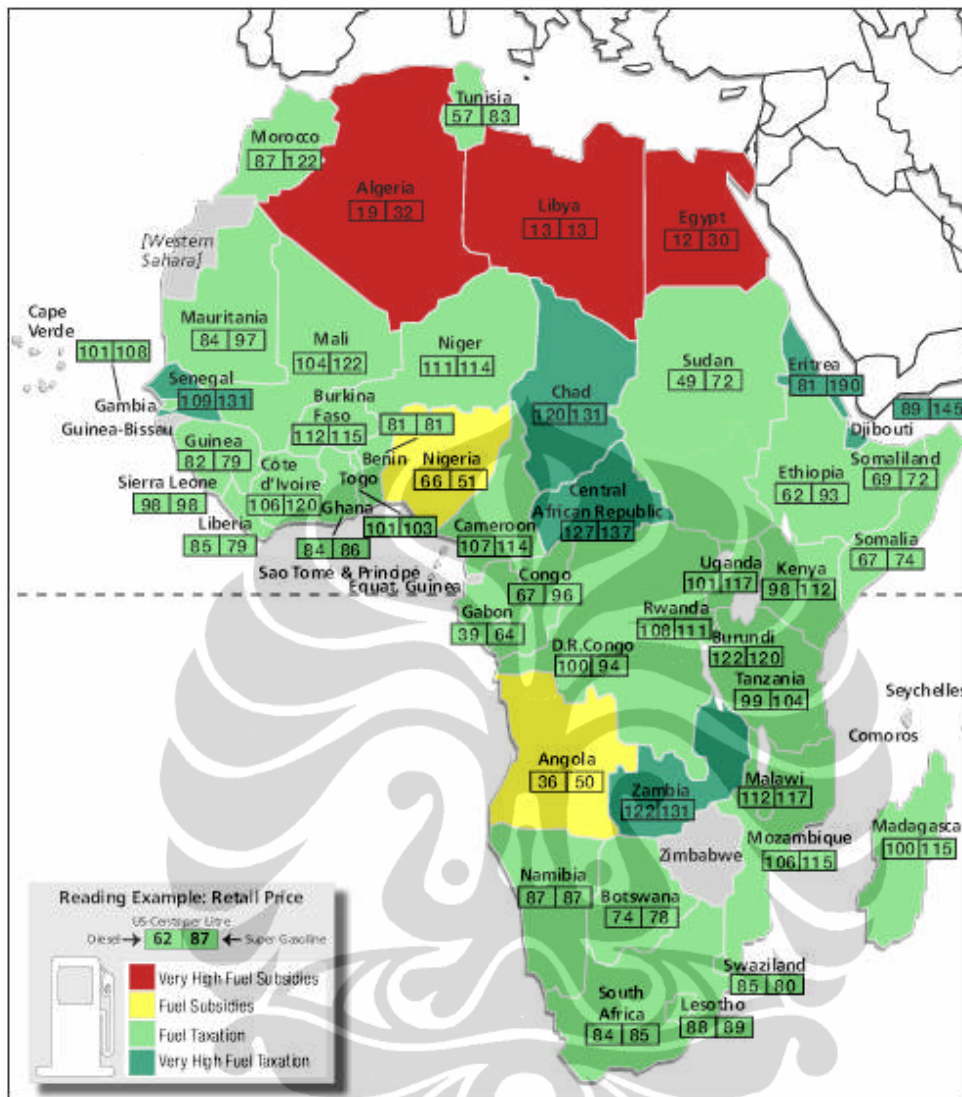 Tunisia
57 83
Morocco
87 122
Algeria
19 32
Libya
13 13
Egypt
12 30
[Western
Sahara]
Cape
Verde
101 108
Mauritania
84 97
Mali
104 122
Niger
111 114
Chad
120 131
Sudan
49 72
Eritrea
81 190
Senegal
109 131
Gambia
Guinea-Bissau
Burkina
Faso
112 115
81 81
Benin
Nigeria
66 51
89 145
Djibouti
Guinea
82 79
Côte
d'Ivoire
106 120
Togo
101 103
Ghana
84 86
Central
African Republic
127 137
Ethiopia
62 93
Somaliland
69 72
Sierra Leone
98 98
Liberia
85 79
Cameroon
107 114
Somalia
67 74
Sao Tome & Principe
Equat. Guinea
Congo
67 96
Uganda
101 117
Kenya
98 112
Gabon
39 64
Rwanda
108 111
D.R.Congo
100 94
Burundi
122 120
Tanzania
99 104
Seychelles
Comoros
Angola
36 50
Zambia
122 131
Malawi
112 117
Mozambique
106 115
Madagasca
100 115
Zimbabwe
Namibia
87 87
Botswana
74 78
Swaziland
85 80
South
Africa
84 85
Lesotho
88 89
Reading Example: Retail Price
US-Cents per Litre
Diesel 62 87 Super Gasoline
Very High Fuel Subsidies
Fuel Subsidies
Fuel Taxation
Very High Fuel Taxation